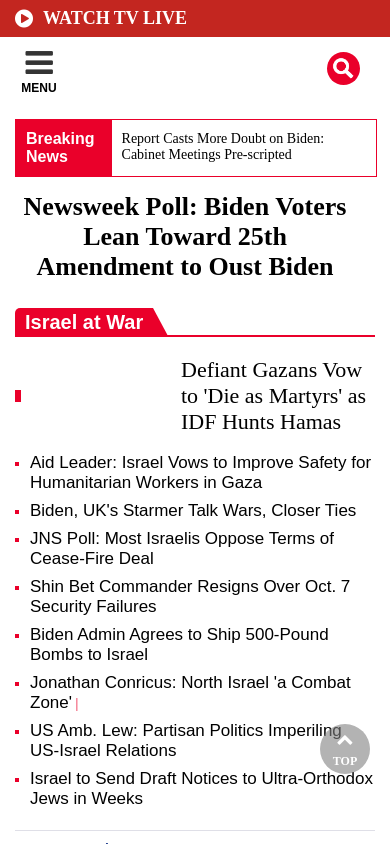 WATCH TV LIVE
MENU
Breaking
News
Report Casts More Doubt on Biden:
Cabinet Meetings Pre-scripted
Newsweek Poll: Biden Voters
Lean Toward 25th
Amendment to Oust Biden
Israel at War
Defiant Gazans Vow
to 'Die as Martyrs' as
IDF Hunts Hamas
Aid Leader: Israel Vows to Improve Safety for
Humanitarian Workers in Gaza
Biden, UK's Starmer Talk Wars, Closer Ties
JNS Poll: Most Israelis Oppose Terms of
Cease-Fire Deal
Shin Bet Commander Resigns Over Oct. 7
Security Failures
Biden Admin Agrees to Ship 500-Pound
Bombs to Israel
Jonathan Conricus: North Israel 'a Combat
Zone' |
US Amb. Lew: Partisan Politics Imperiling
US-Israel Relations
TOP
Israel to Send Draft Notices to Ultra-Orthodox
Jews in Weeks